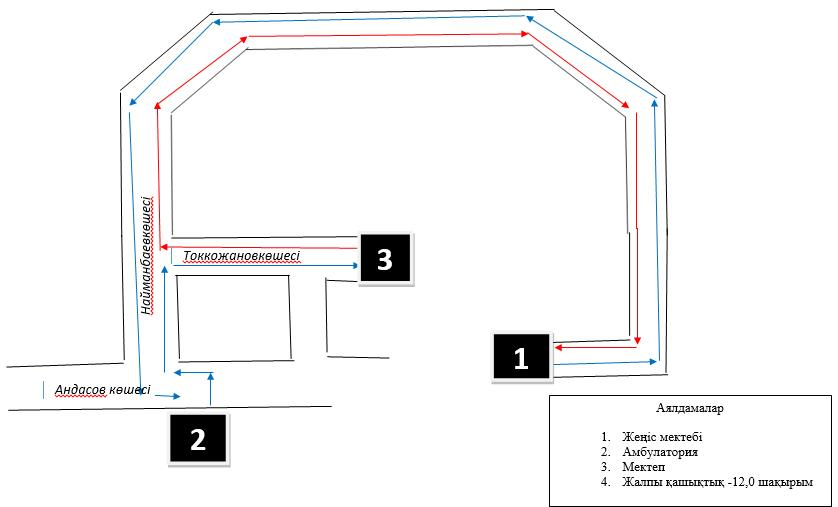 Найманбаевкөшесі
Токкожановкөшесі
3
1
Андасов көшесі
2
Аялдамалар
1. Жеңіс мектебі
2. Амбулатория
3. Мектеп
4. Жалпы қашықтық -12,0 шақырым